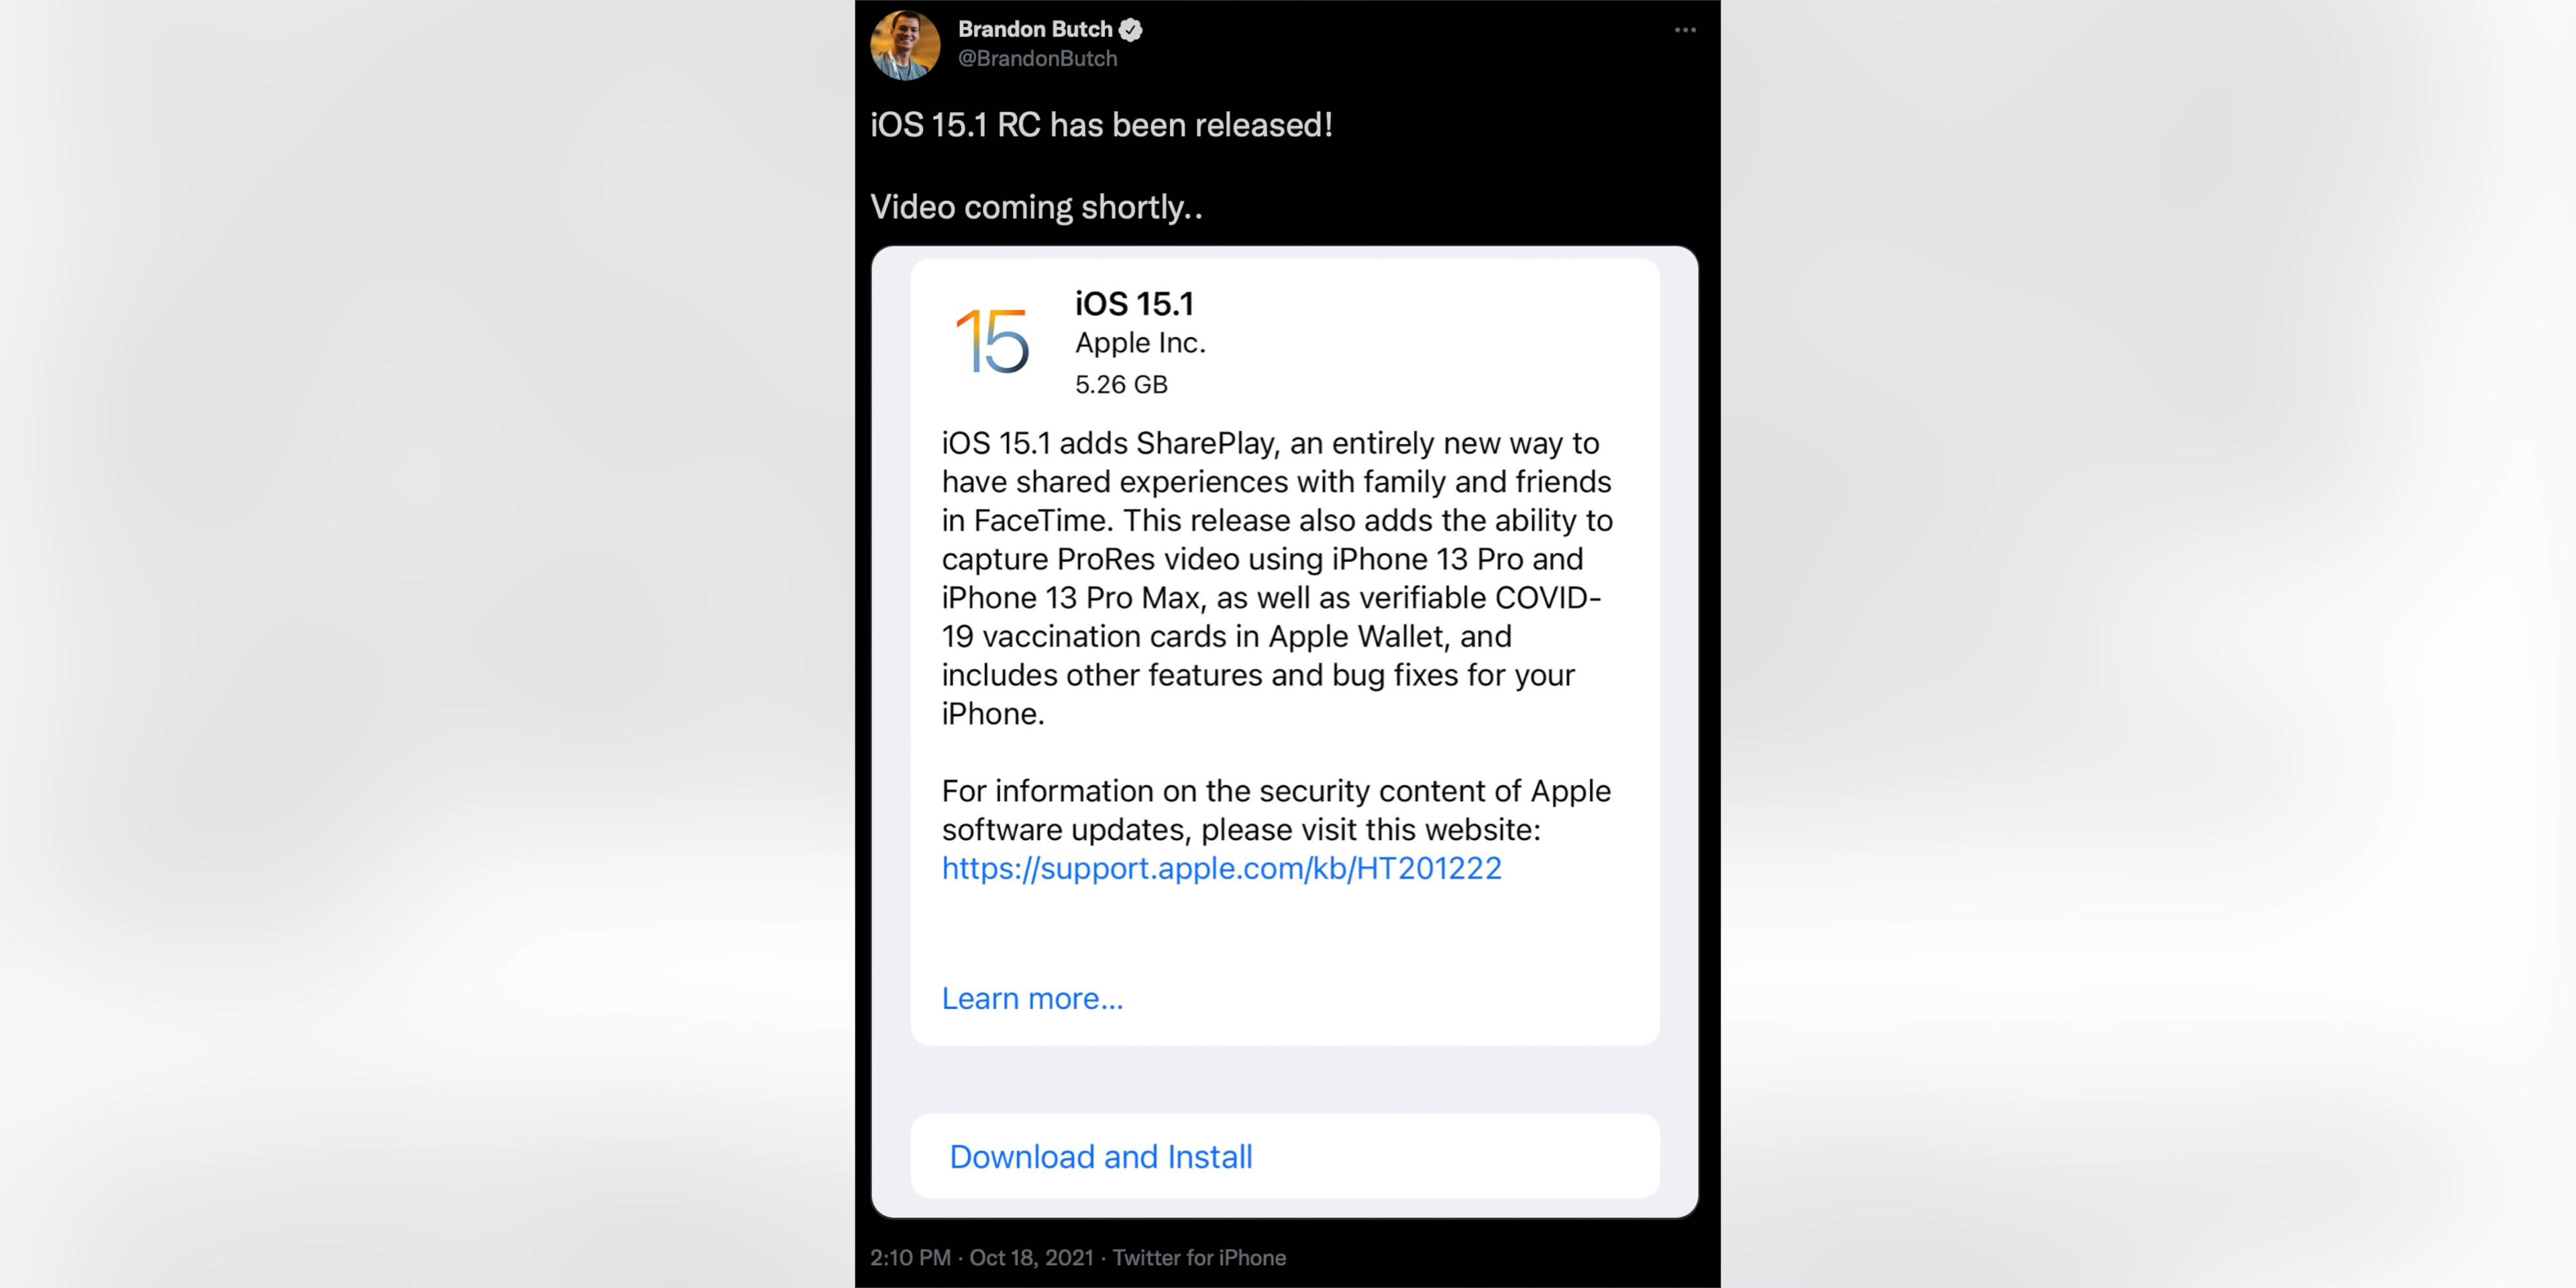 Brandon Butch
@BrandonButch
iOS 15.1 RC has been released!
Video coming shortly..
15
iOS 15.1
Apple Inc.
5.26 GB
iOS 15.1 adds SharePlay, an entirely new way to
have shared experiences with family and friends
in FaceTime. This release also adds the ability to
capture ProRes video using iPhone 13 Pro and
iPhone 13 Pro Max, as well as verifiable COVID-
19 vaccination cards in Apple Wallet, and
includes other features and bug fixes for your
iPhone.
For information on the security content of Apple
software updates, please visit this website:
https://support.apple.com/kb/HT201222
Learn more...
Download and Install
2:10 PM · Oct 18, 2021 · Twitter for iPhone